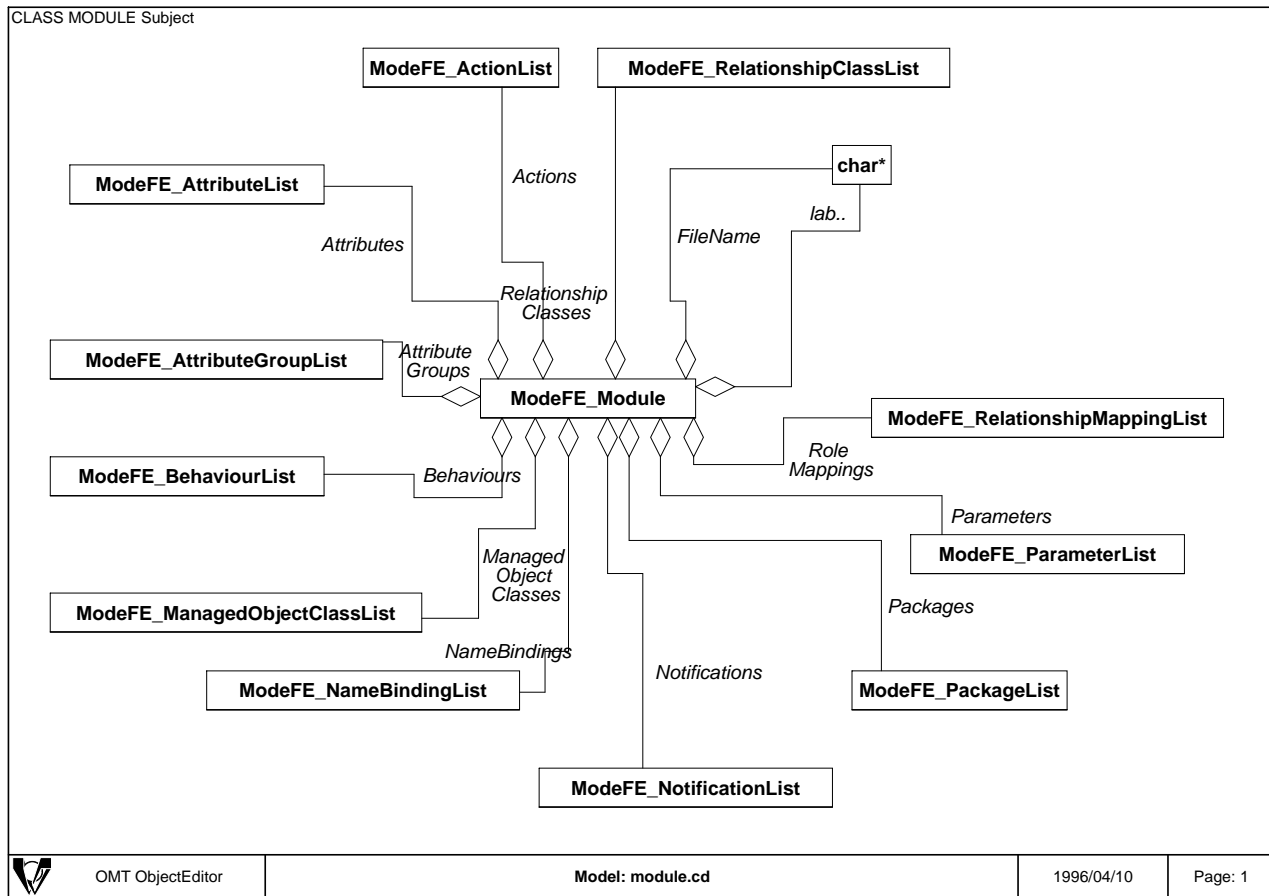 CLASS MODULE Subject
ModeFE_ActionList
ModeFE_RelationshipClassList
char*
Actions
ModeFE_AttributeList
lab..
FileName
Attributes
Relationship
Classes
ModeFE_AttributeGroupList
Attribute
Groups
ModeFE_Module
ModeFE_RelationshipMappingList
Role
Mappings
ModeFE_BehaviourList
Behaviours
Parameters
ModeFE_ParameterList
Managed
Object
Classes
ModeFE_ManagedObjectClassList
Packages
NameBindings
Notifications
ModeFE_NameBindingList
ModeFE_PackageList
ModeFE_NotificationList
OMT ObjectEditor
Model: module.cd
1996/04/10
Page: 1